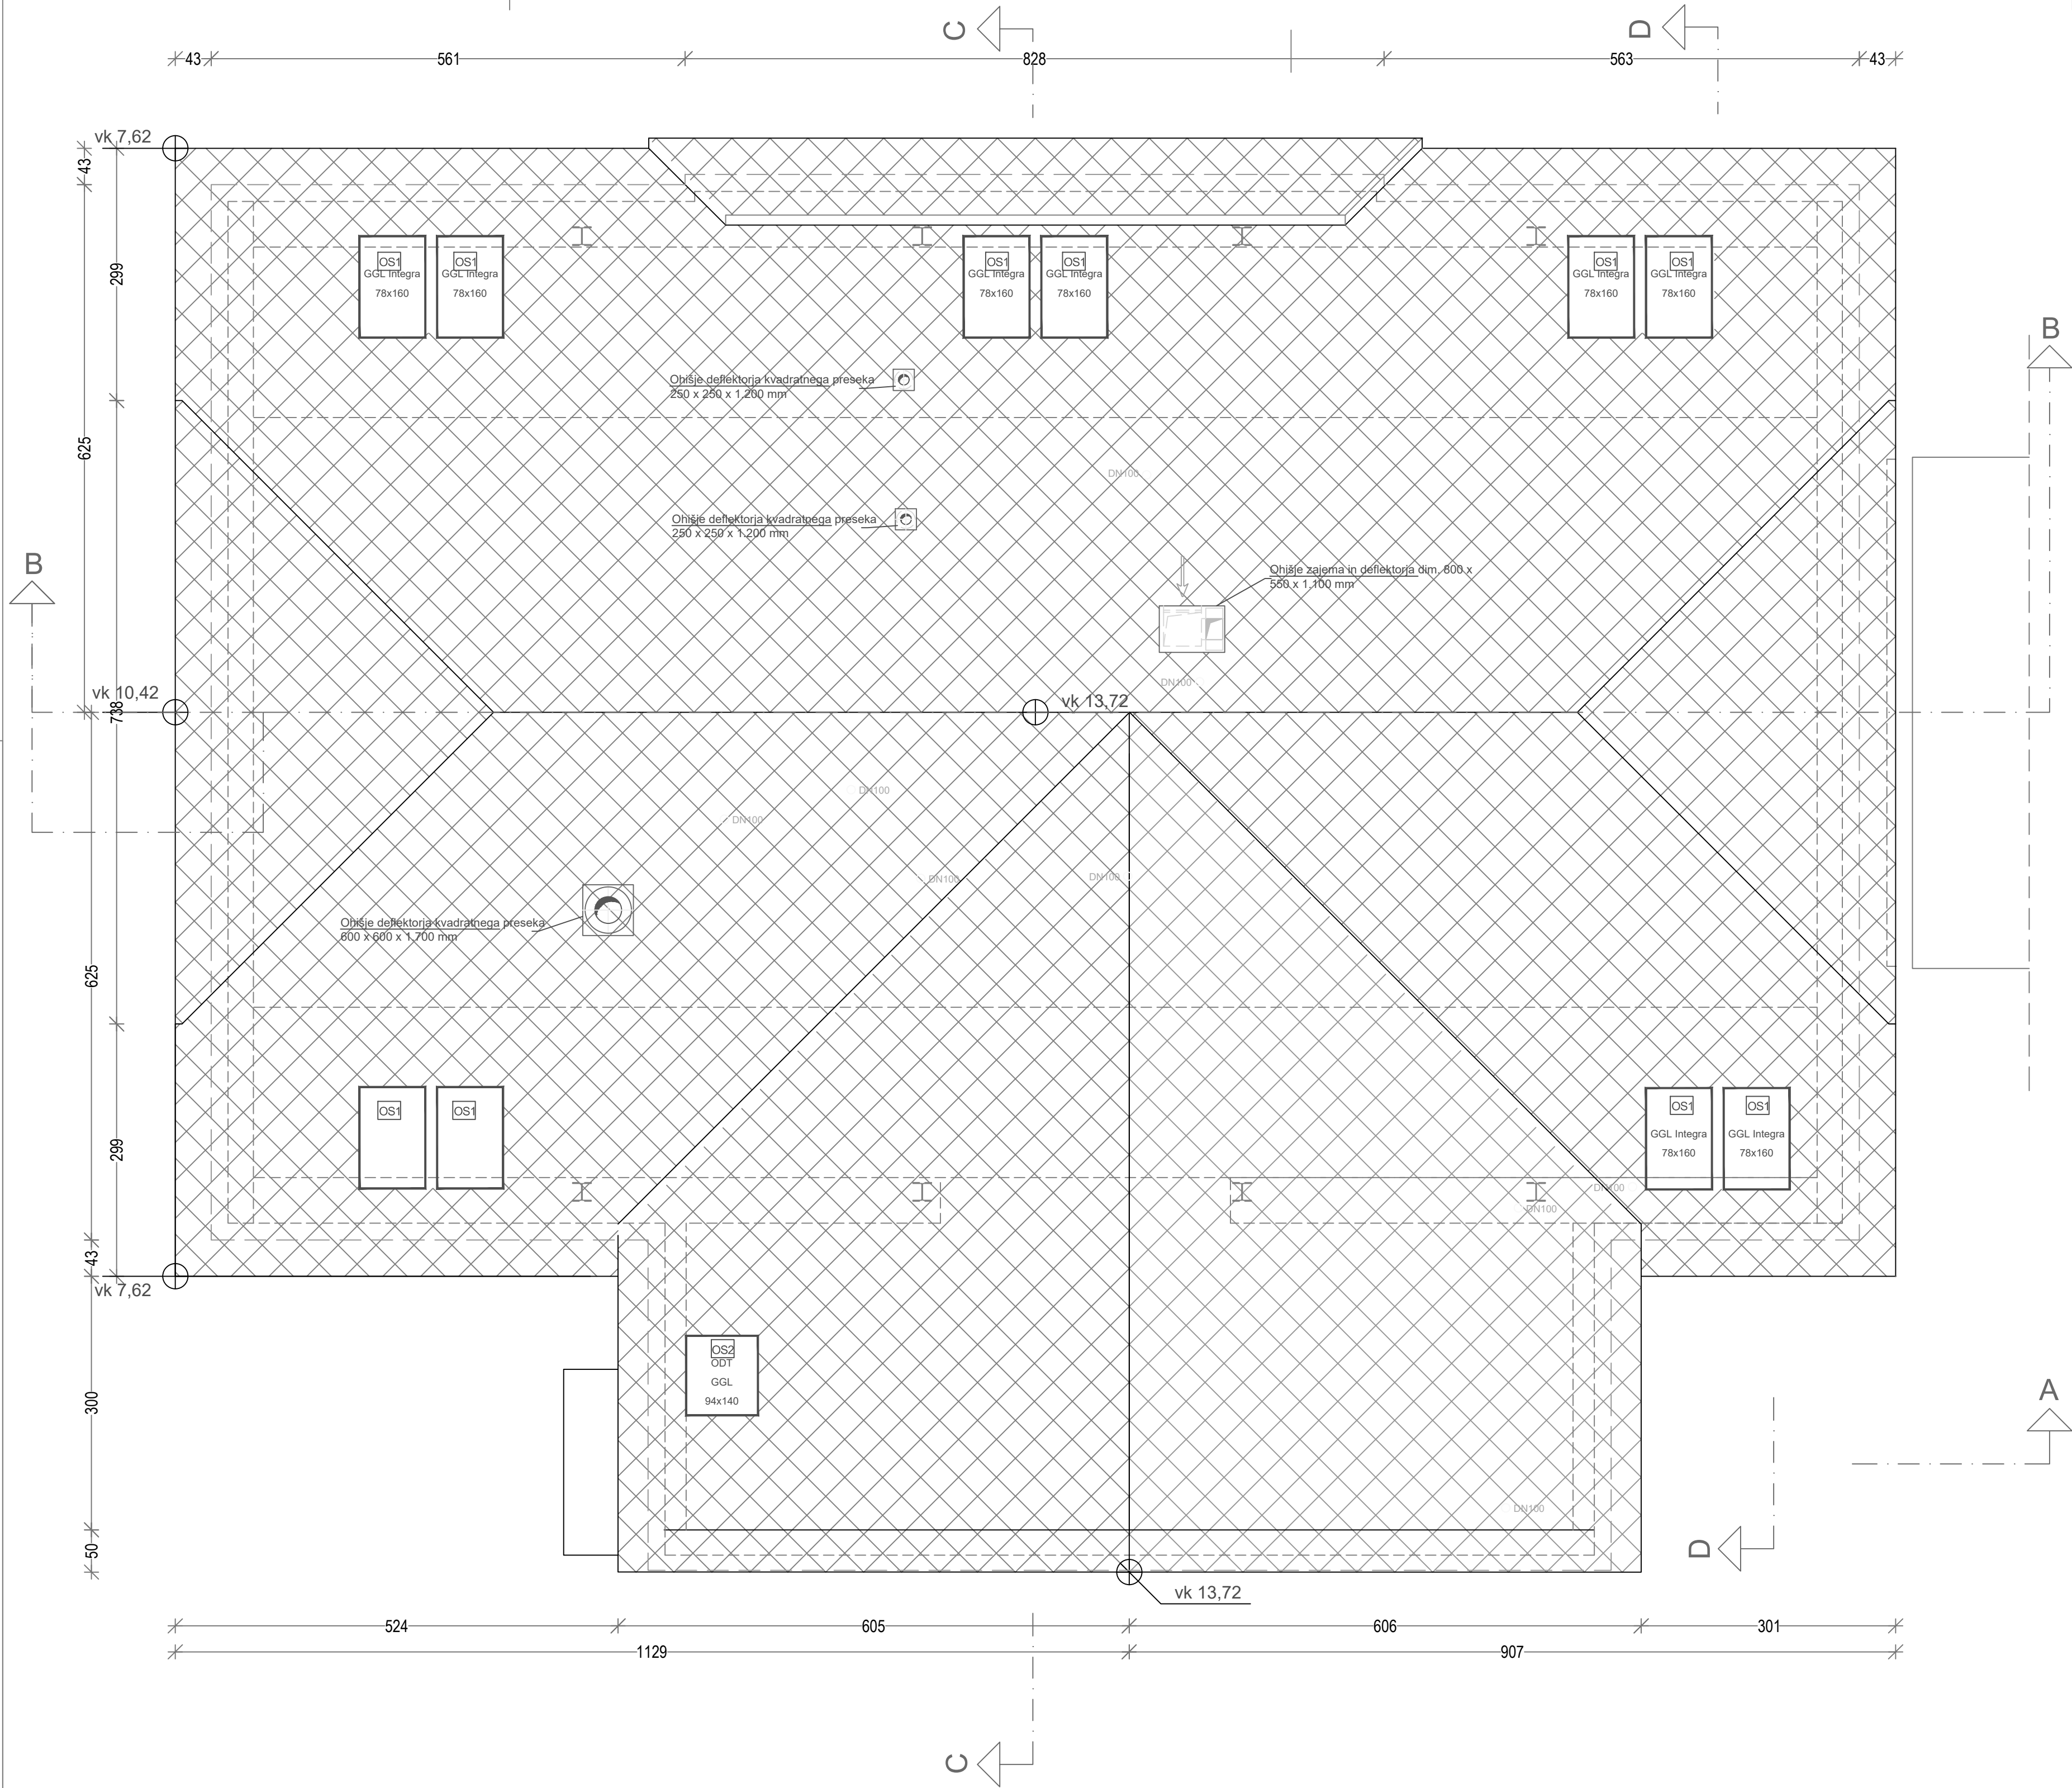 C
D
43
561
828
563
43
vk 7,62
43
299
625
OS1
GGL Integra
78x160
OS1
GGL Integra
78x160
OS1
GGL Integra
78x160
OS1
GGL Integra
78x160
OS1
GGL Integra
78x160
OS1
GGL Integra
78x160
B
Ohišje deflektorja kvadratnega preseka
250 x 250 x 1.200 mm
DN100
Ohišje deflektorja kvadratnega preseka
250 x 250 x 1.200 mm
B
Ohišje zajema in deflektorja dim. 800 x
550 x 1.100 mm
DN100
vk 10,42
738
vk 13,72
DN100
DN100
DN100
DN100
Ohišje deflektorja kvadratnega preseka
600 x 600 x 1.700 mm
625
299
OS1
OS1
OS1
GGL Integra
78x160
OS1
GGL Integra
78x160
DN100
DN100
43
vk 7,62
300
OS2
ODT
GGL
94x140
A
DN100
50
D
vk 13,72
524
605
606
301
1129
907
C